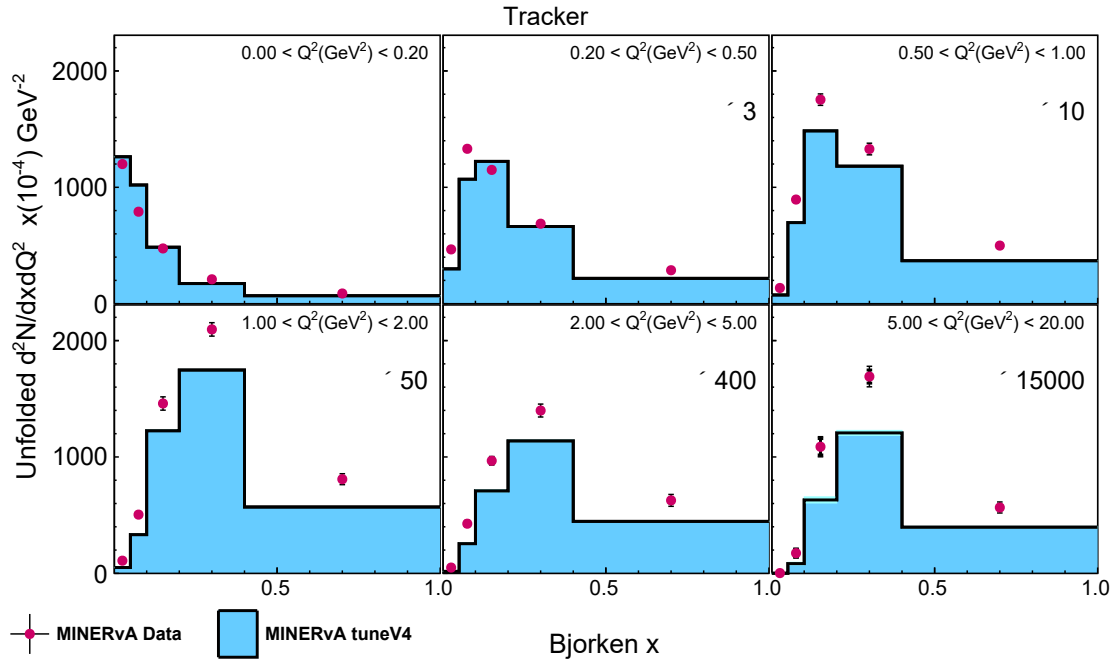 Tracker
Unfolded d²N/dxdQ² x(10⁻⁴) GeV⁻²
0.00 < Q²(GeV²) < 0.20
0.20 < Q²(GeV²) < 0.50
0.50 < Q²(GeV²) < 1.00
2000
1000
0
´ 3
´ 10
1.00 < Q²(GeV²) < 2.00
2.00 < Q²(GeV²) < 5.00
5.00 < Q²(GeV²) < 20.00
2000
1000
0
´ 50
´ 400
´ 15000
0.5 1.0 0.5 1.0 0.5 1.0
MINERvA Data
MINERvA tuneV4
Bjorken x